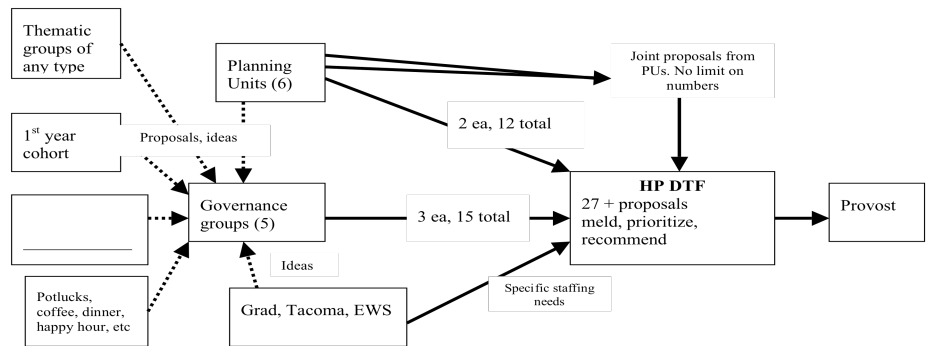 Thematic
groups of
any type
Planning
Units (6)
Joint proposals from
PUs. No limit on
numbers
1st year
cohort
Proposals, ideas
2 ea, 12 total
HP DTF
27 + proposals
meld, prioritize,
recommend
Provost
Governance
groups (5)
3 ea, 15 total
Ideas
Potlucks,
coffee, dinner,
happy hour, etc
Grad, Tacoma, EWS
Specific staffing
needs